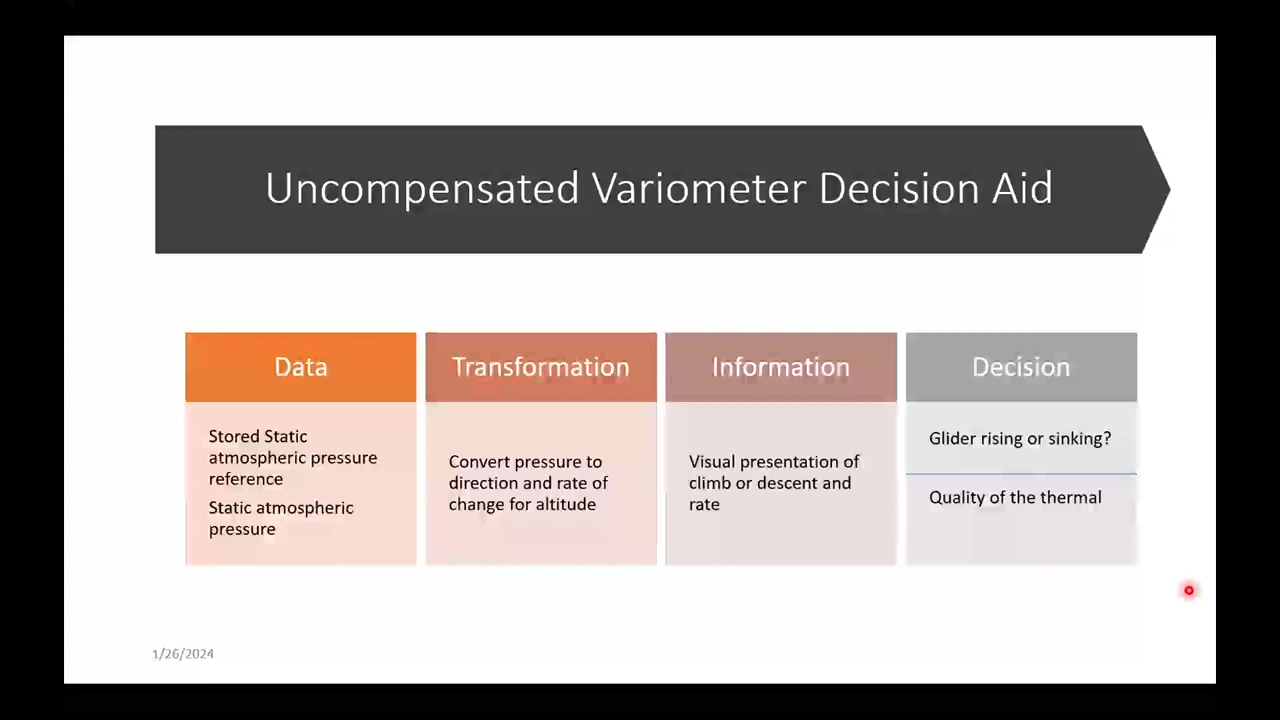 Uncompensated Variometer Decision Aid
Data
Stored Static
atmospheric pressure
reference
Static atmospheric
pressure
Transformation
Convert pressure to
direction and rate of
change for altitude
Information
Visual presentation of
climb or descent and
rate
Decision
Glider rising or sinking?
Quality of the thermal
1/26/2024